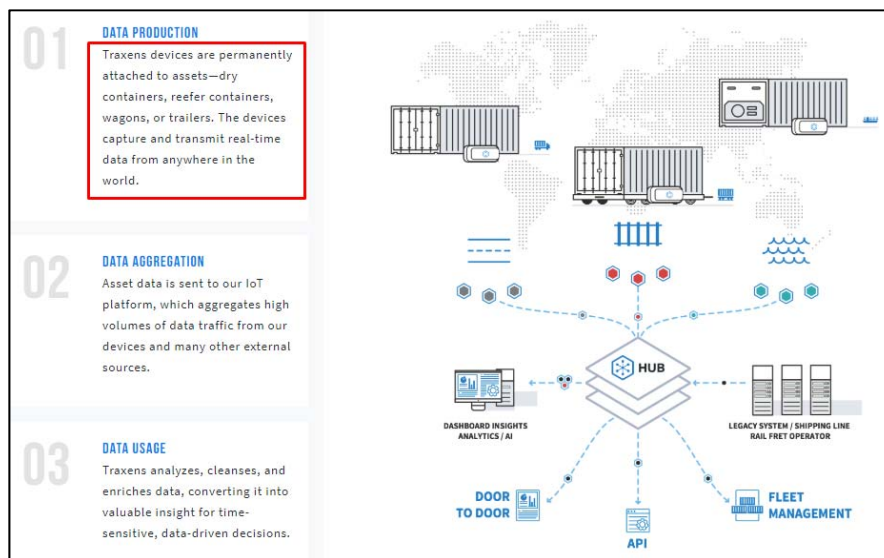 01
DATA PRODUCTION
Traxens devices are permanently
attached to assets—dry
containers, reefer containers,
wagons, or trailers. The devices
capture and transmit real-time
data from anywhere in the
world.
02
DATA AGGREGATION
Asset data is sent to our IoT
platform, which aggregates high
volumes of data traffic from our
devices and many other external
sources.
03
DATA USAGE
Traxens analyzes, cleanses, and
enriches data, converting it into
valuable insight for time-
sensitive, data-driven decisions.
HUB
DASHBOARD INSIGHTS
ANALYTICS / AI
LEGACY SYSTEM / SHIPPING LINE
RAIL FRET OPERATOR
DOOR
TO DOOR
API
FLEET
MANAGEMENT